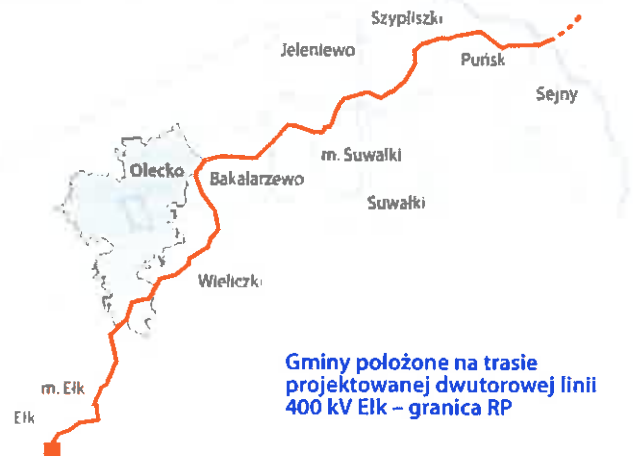 Szypliszki
Jeleniewo
Puńsk
Sejny
m. Suwałki
Olecko
Bakałarzewo
Suwałki
Wieliczki
Gminy położone na trasie
projektowanej dwutorowej linii
400 kV Ełk – granica RP
m. Ełk
Ełk